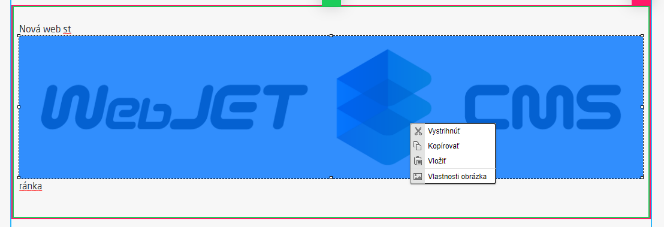 Nová web st
WebJET CMS
Vystrihnúť
Kopírovať
Vložiť
Vlastnosti obrázka
ránka